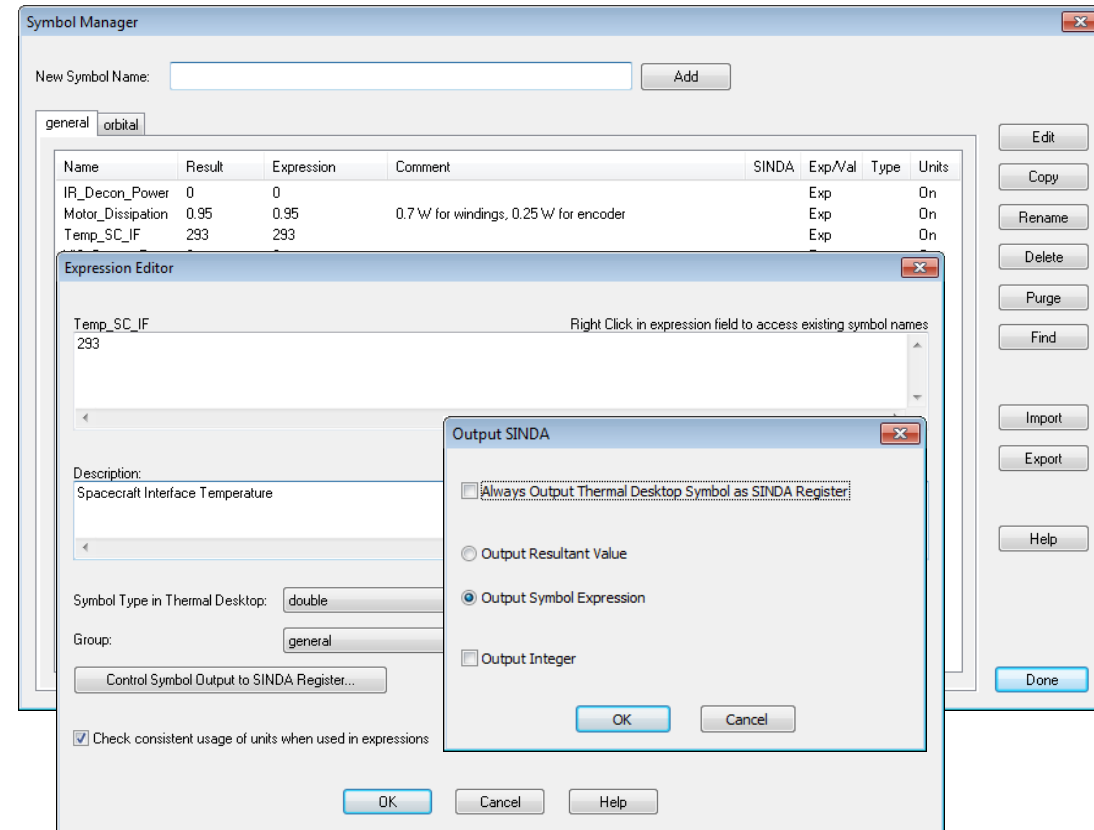 Symbol Manager
New Symbol Name: Add
general orbital
Edit
Name Result Expression Comment SINDA Exp/Val Type Units
Copy
IR_Decon_Power 0 0 Exp On
Motor_Dissipation 0.95 0.95 0.7 W for windings, 0.25 W for encoder Exp On
Rename
Temp_SC_IF 293 293 Exp On
Delete
Expression Editor
Purge
Temp_SC_IF Right Click in expression field to access existing symbol names
293
Find
Import
Output SINDA
Export
Description:
Always Output Thermal Desktop Symbol as SINDA Register
Spacecraft Interface Temperature
Help
Output Resultant Value
Symbol Type in Thermal Desktop: double
Output Symbol Expression
Group: general
Output Integer
Control Symbol Output to SINDA Register...
Done
OK Cancel
Check consistent usage of units when used in expressions
OK Cancel Help